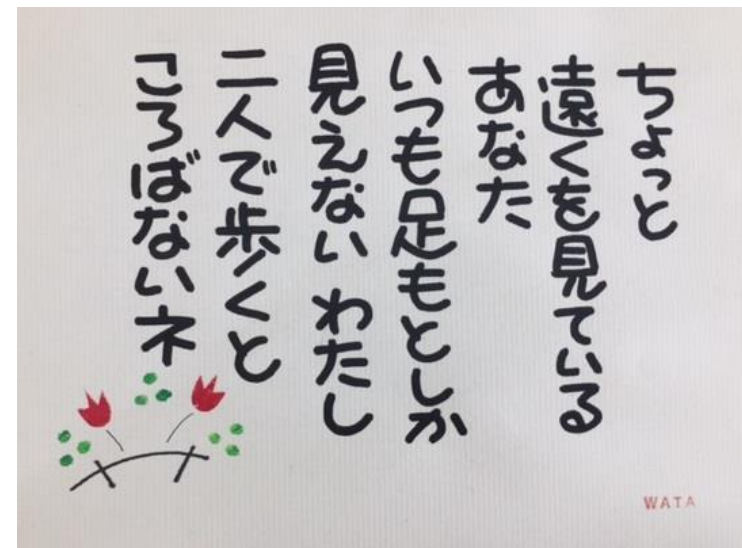 ちょっと
遠くを見ている
あなた
いつも足もとしか
見えない わたし
二人で歩くと
ころばないネ
WATA